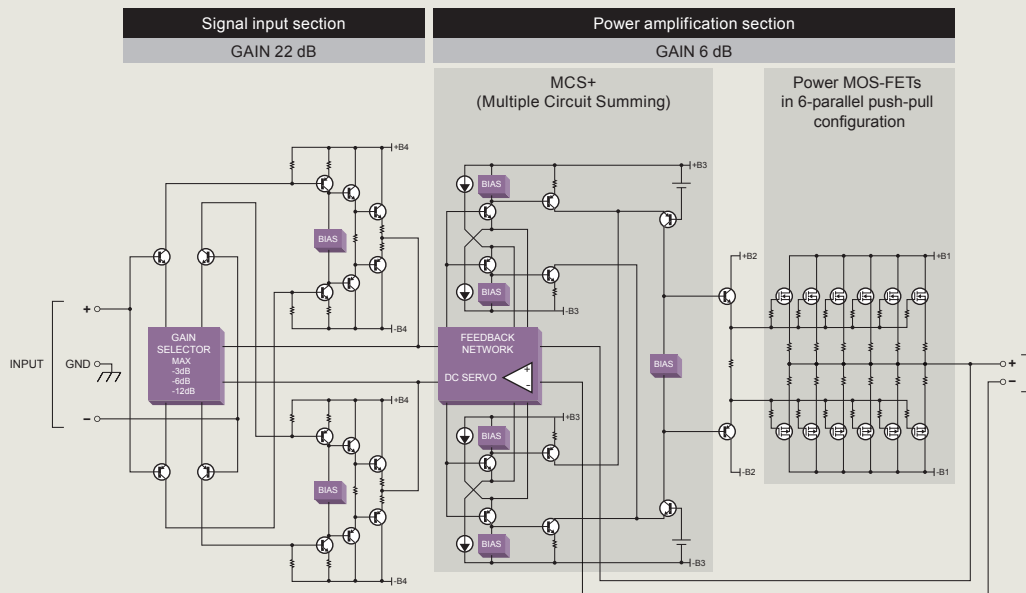 Signal input section
Power amplification section
GAIN 22 dB
GAIN 6 dB
MCS+
(Multiple Circuit Summing)
Power MOS-FETs
in 6-parallel push-pull
configuration
+B4
BIAS
-B4
+B3
BIAS
BIAS
-B3
+B2
+B1
INPUT
+
GND
-
GAIN
SELECTOR
MAX
-3dB
-6dB
-12dB
FEEDBACK
NETWORK
DC SERVO
+
-
BIAS
+
-
+B4
BIAS
-B4
+B3
BIAS
BIAS
-B3
-B2
-B1